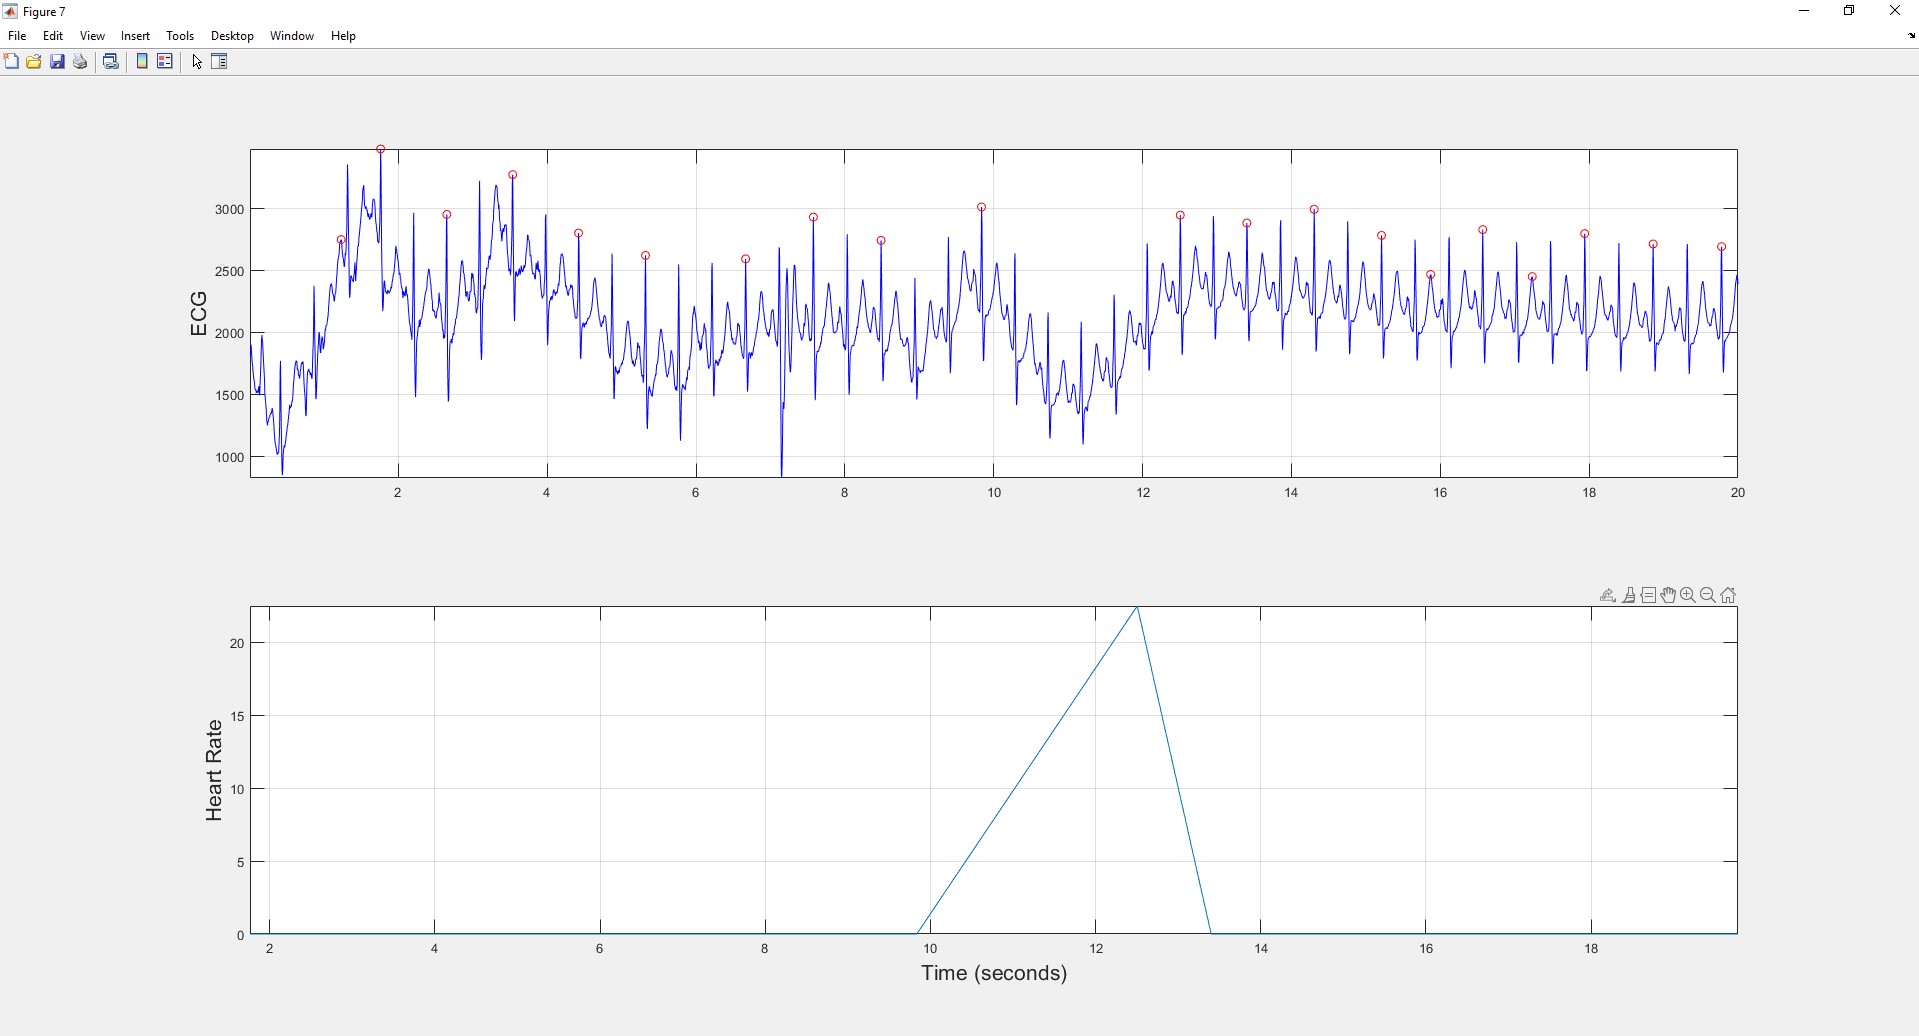 Figure 7
File Edit View Insert Tools Desktop Window Help
ECG
3000
2500
2000
1500
1000
2 4 6 8 10 12 14 16 18 20
Heart Rate
20
15
10
5
0
2 4 6 8 10 12 14 16 18
Time (seconds)